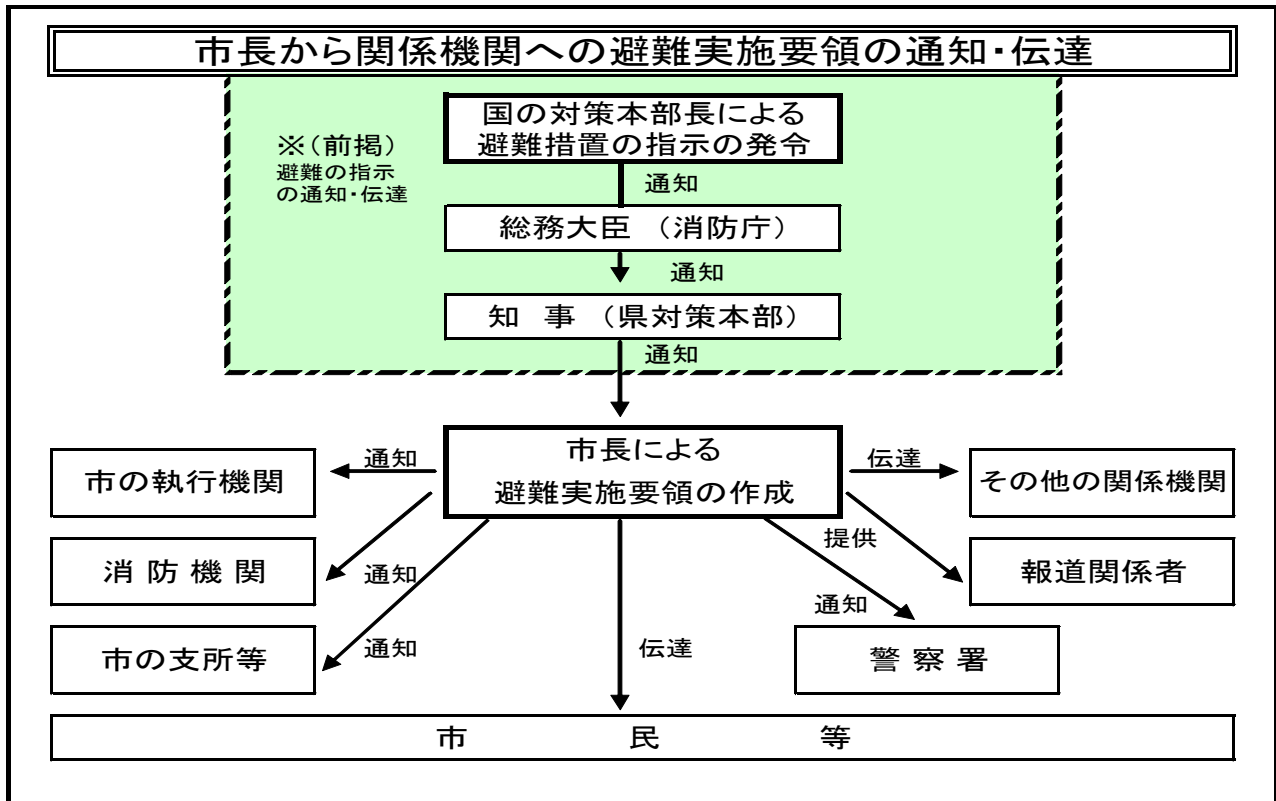 市長から関係機関への避難実施要領の通知・伝達
国の対策本部長による
避難措置の指示の発令
※(前掲)
避難の指示
の通知・伝達
通知
総務大臣 (消防庁)
通知
知 事 (県対策本部)
通知
市長による
避難実施要領の作成
通知
市の執行機関
伝達
その他の関係機関
消 防 機 関
通知
提供
報道関係者
市の支所等
通知
伝達
通知
警 察 署
市 民 等